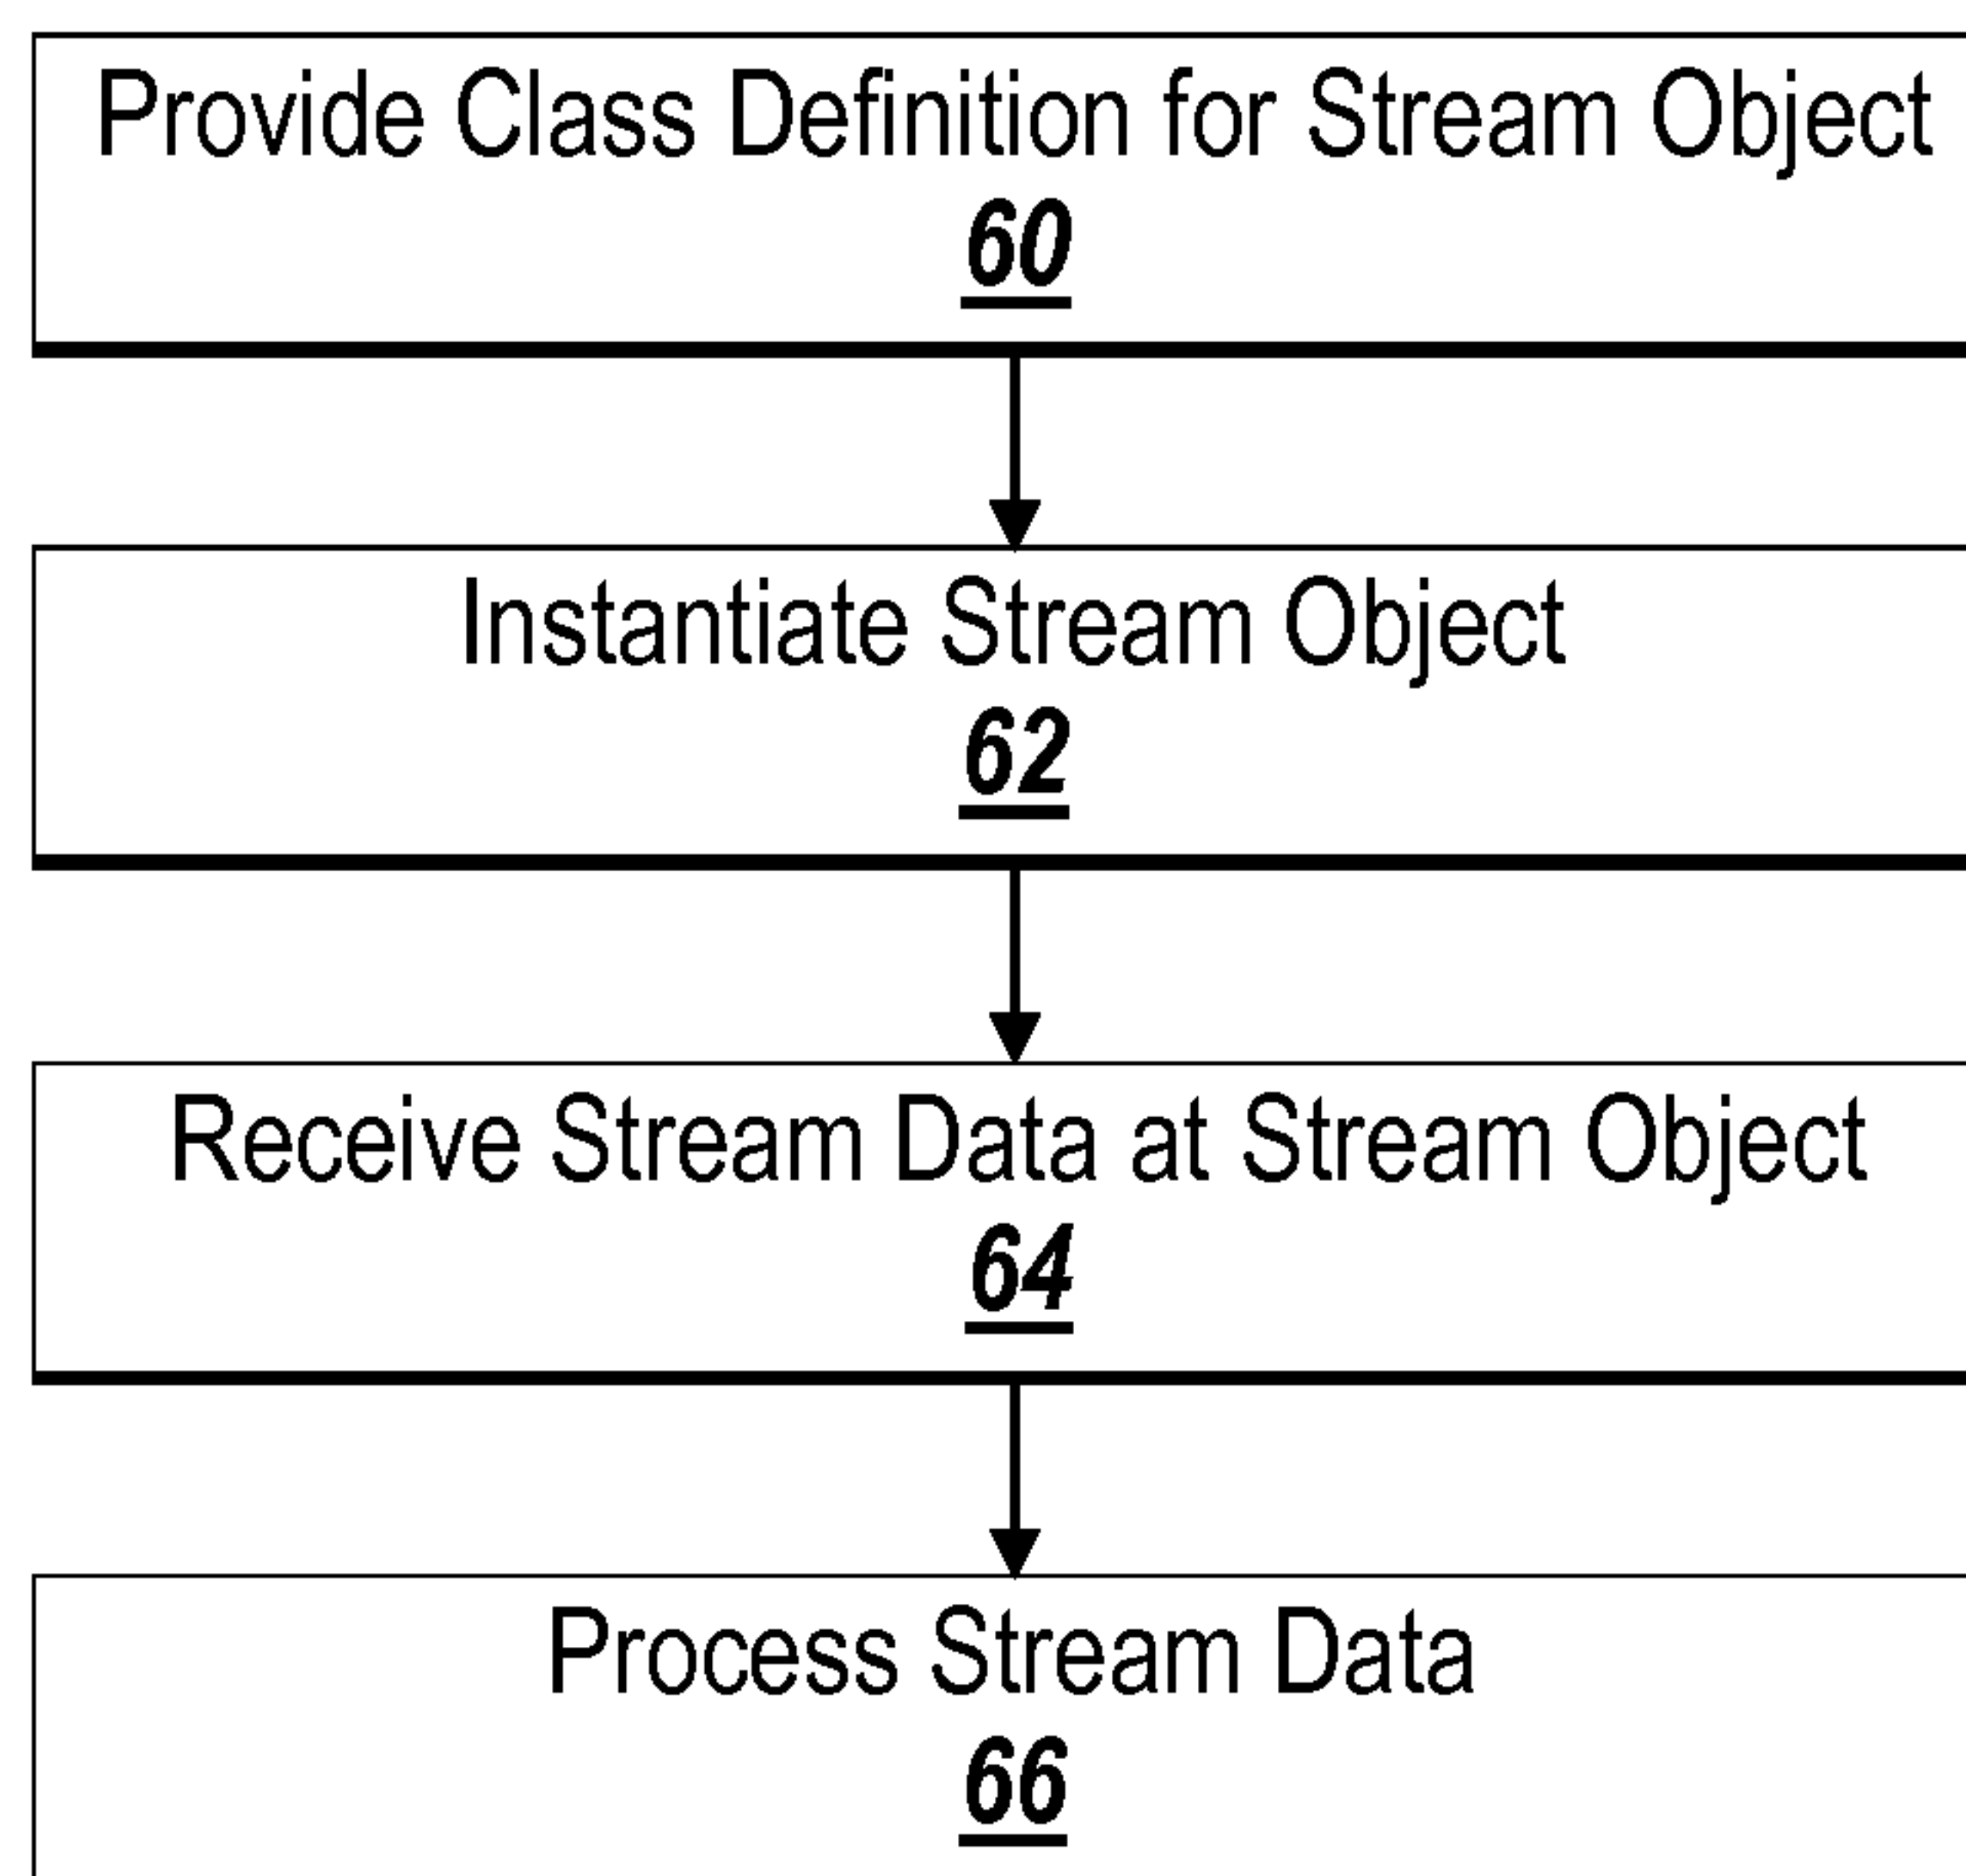 Provide Class Definition for Stream Object
60
Instantiate Stream Object
62
Receive Stream Data at Stream Object
64
Process Stream Data
66